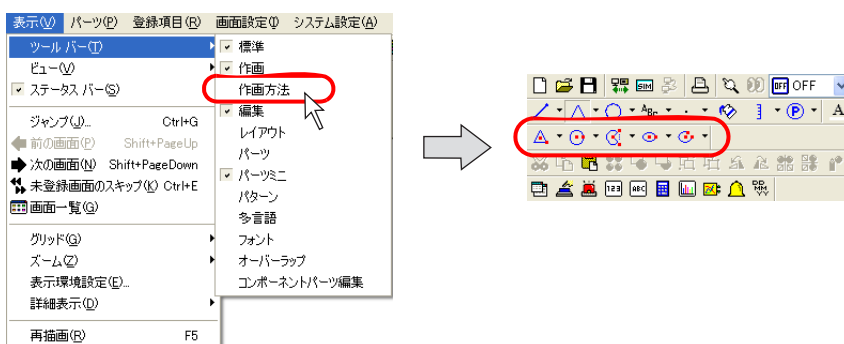 表示(V) パーツ(P) 登録項目(R) 画面設定(I) システム設定(A)
ツール バー(T)
ビュー(V)
ステータス バー(S)
ジャンプ(J)... Ctrl+G
前の画面(P) Shift+PageUp
次の画面(N) Shift+PageDown
未登録画面のスキップ(K) Ctrl+E
画面一覧(G)
グリッド(G)
ズーム(Z)
表示環境設定(E)...
詳細表示(D)
再描画(R) F5
標準
作画
作画方法
編集
レイアウト
パーツ
パーツミニ
パターン
多言語
フォント
オーバーラップ
コンポーネントパーツ編集
OFF OFF
ABC P A
123 ABC DD MM YY